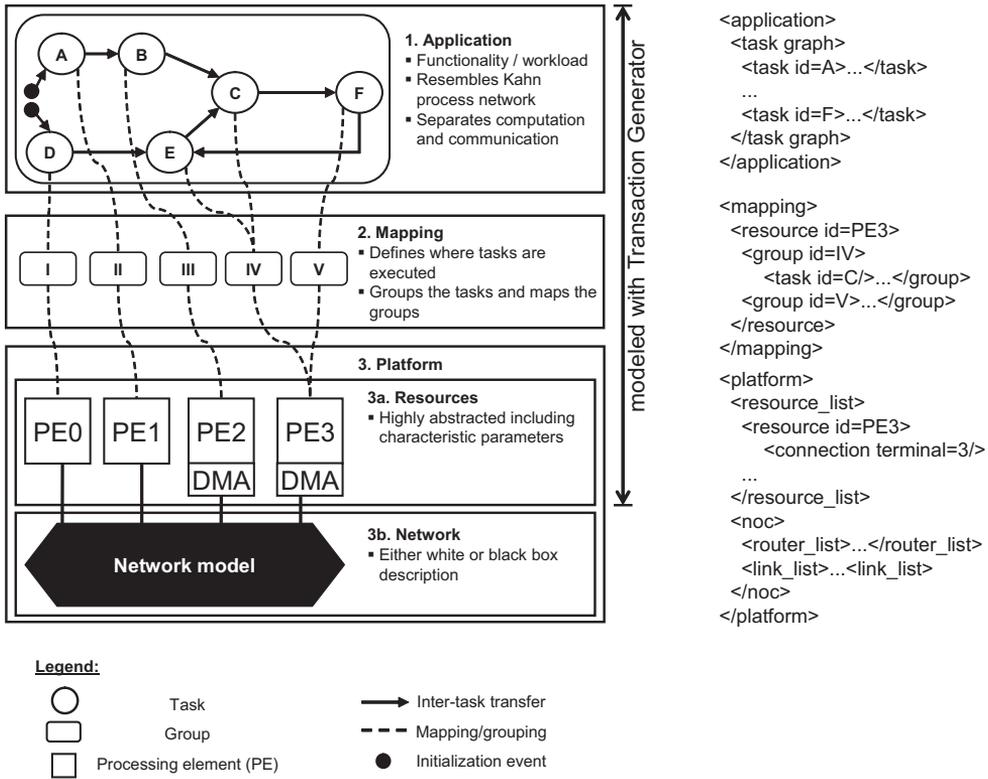 A
B
C
F
D
E
1. Application
▪ Functionality / workload
▪ Resembles Kahn
process network
▪ Separates computation
and communication
2. Mapping
▪ Defines where tasks are
executed
▪ Groups the tasks and maps the
groups
I
II
III
IV
V
3. Platform
3a. Resources
▪ Highly abstracted including
characteristic parameters
PE0
PE1
PE2
PE3
DMA
DMA
3b. Network
▪ Either white or black box
description
Network model
modeled with Transaction Generator
<application>
<task graph>
<task id=A>...</task>
...
<task id=F>...</task>
</task graph>
</application>
<mapping>
<resource id=PE3>
<group id=IV>
<task id=C/>...</group>
<group id=V>...</group>
</resource>
</mapping>
<platform>
<resource_list>
<resource id=PE3>
<connection terminal=3/>
...
</resource_list>
<noc>
<router_list>...</router_list>
<link_list>...<link_list>
</noc>
</platform>
Legend:
Task
Group
Processing element (PE)
Inter-task transfer
Mapping/grouping
Initialization event